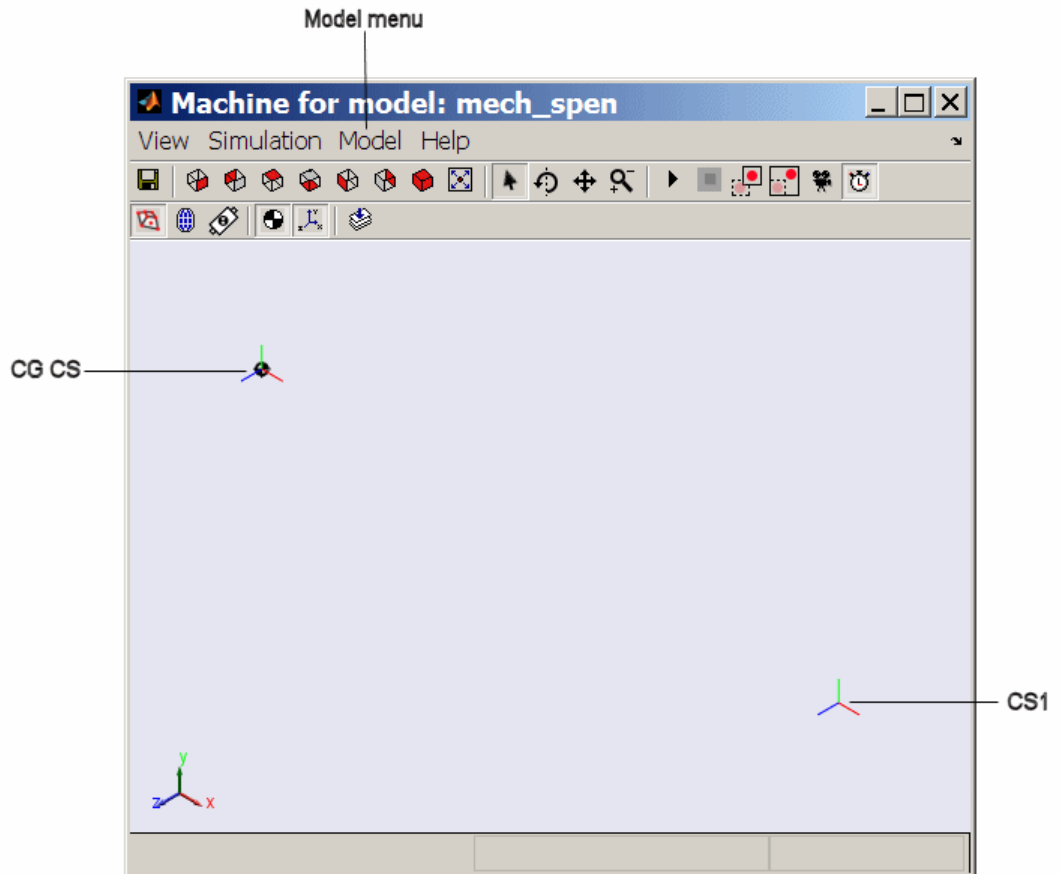 Model menu
Machine for model: mech_spen
View Simulation Model Help
CG CS
CS1
y
z
x